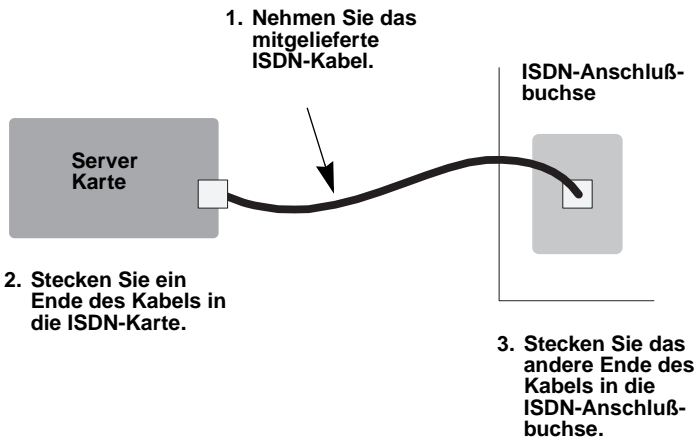 1. Nehmen Sie das
mitgelieferte
ISDN-Kabel.
ISDN-Anschluß-
buchse
Server
Karte
2. Stecken Sie ein
Ende des Kabels in
die ISDN-Karte.
3. Stecken Sie das
andere Ende des
Kabels in die
ISDN-Anschluß-
buchse.